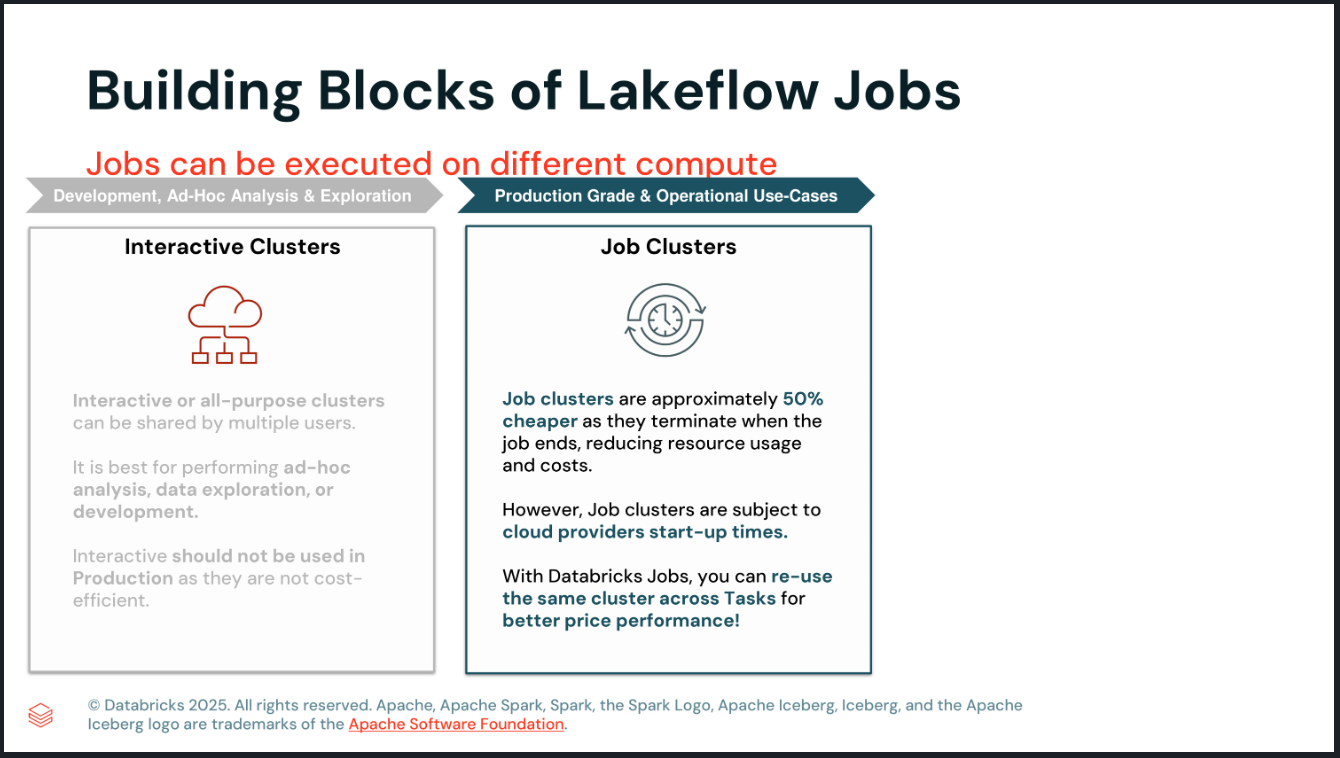 Building Blocks of Lakeflow Jobs
Jobs can be executed on different compute
Development, Ad-Hoc Analysis & Exploration
Interactive Clusters
Interactive or all-purpose clusters
can be shared by multiple users.
It is best for performing ad-hoc
analysis, data exploration, or
development.
Interactive should not be used in
Production as they are not cost-
efficient.
Production Grade & Operational Use-Cases
Job Clusters
Job clusters are approximately 50%
cheaper as they terminate when the
job ends, reducing resource usage
and costs.
However, Job clusters are subject to
cloud providers start-up times.
With Databricks Jobs, you can re-use
the same cluster across Tasks for
better price performance!
© Databricks 2025. All rights reserved. Apache, Apache Spark, Spark, the Spark Logo, Apache Iceberg, Iceberg, and the Apache
Iceberg logo are trademarks of the Apache Software Foundation.